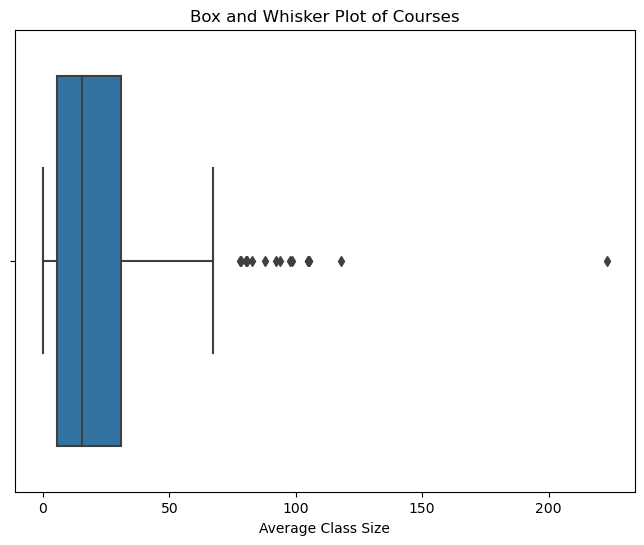 Box and Whisker Plot of Courses
0 50 100 150 200
Average Class Size